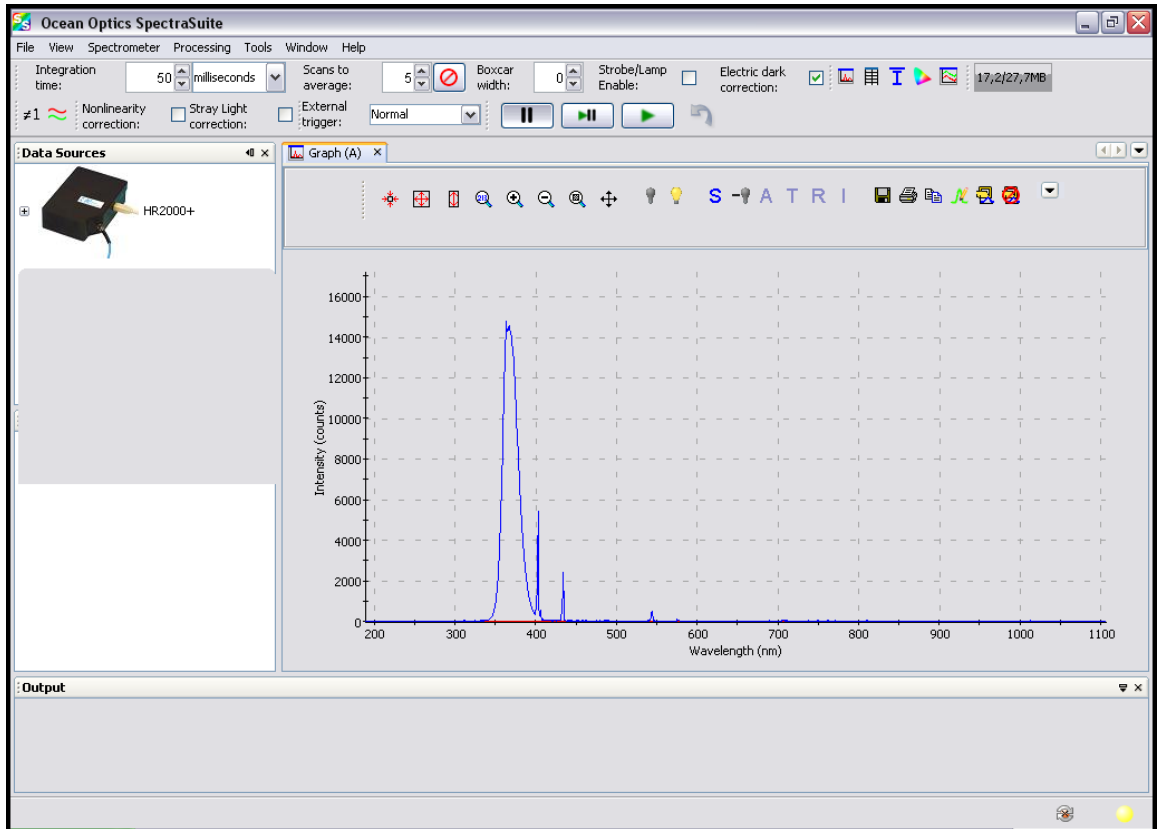 Ocean Optics SpectraSuite
File View Spectrometer Processing Tools Window Help
Integration time: 50 milliseconds Scans to average: 5 Boxcar width: 0 Strobe/Lamp Enable: Electric dark correction: 17,2/27,7MB
≠1 Nonlinearity correction: Stray Light correction: External trigger: Normal
Data Sources
Graph (A)
HR2000+
S A T R I
16000
14000
12000
10000
8000
6000
4000
2000
0
Intensity (counts)
200 300 400 500 600 700 800 900 1000 1100
Wavelength (nm)
Output